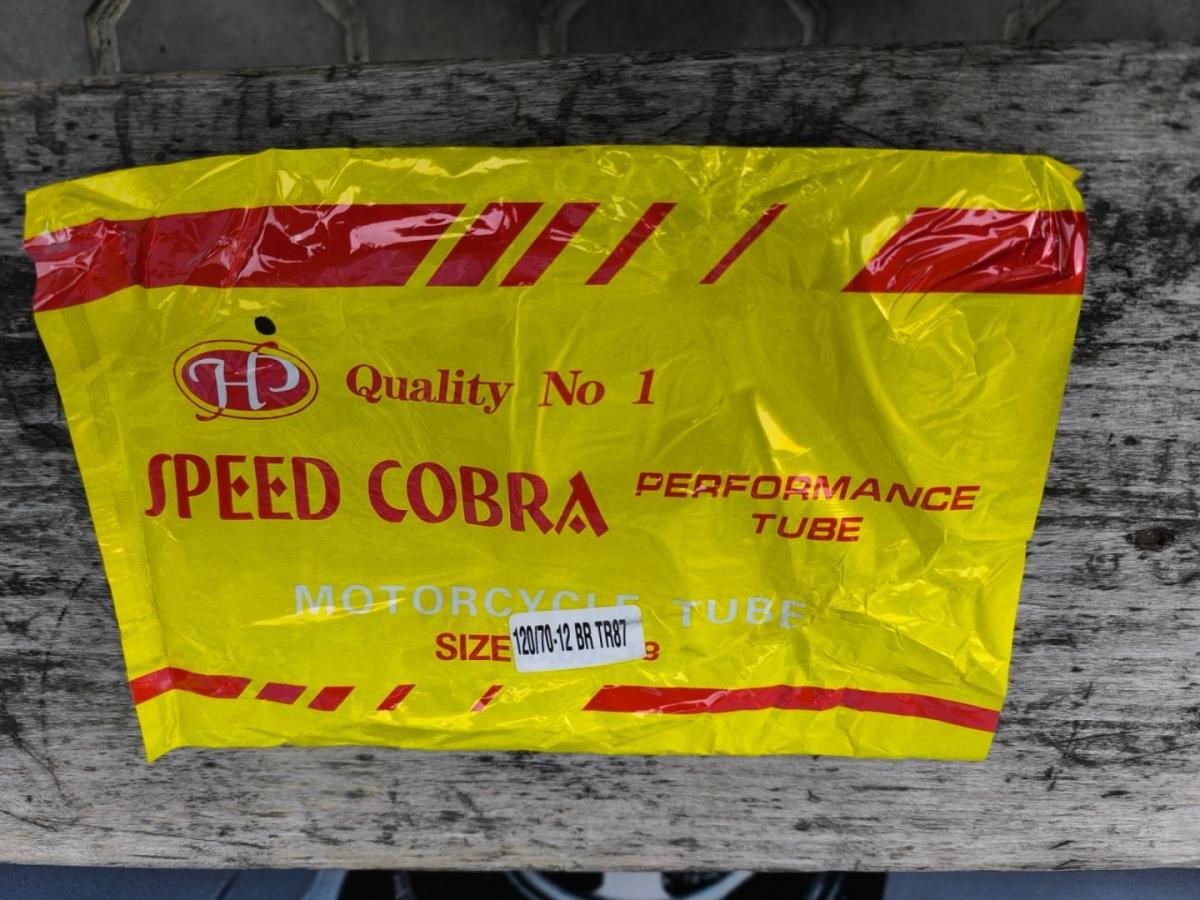 HP
Quality No 1
SPEED COBRA
PERFORMANCE
TUBE
MOTORCYCLE TUBE
SIZE
120/70-12 BR TR87